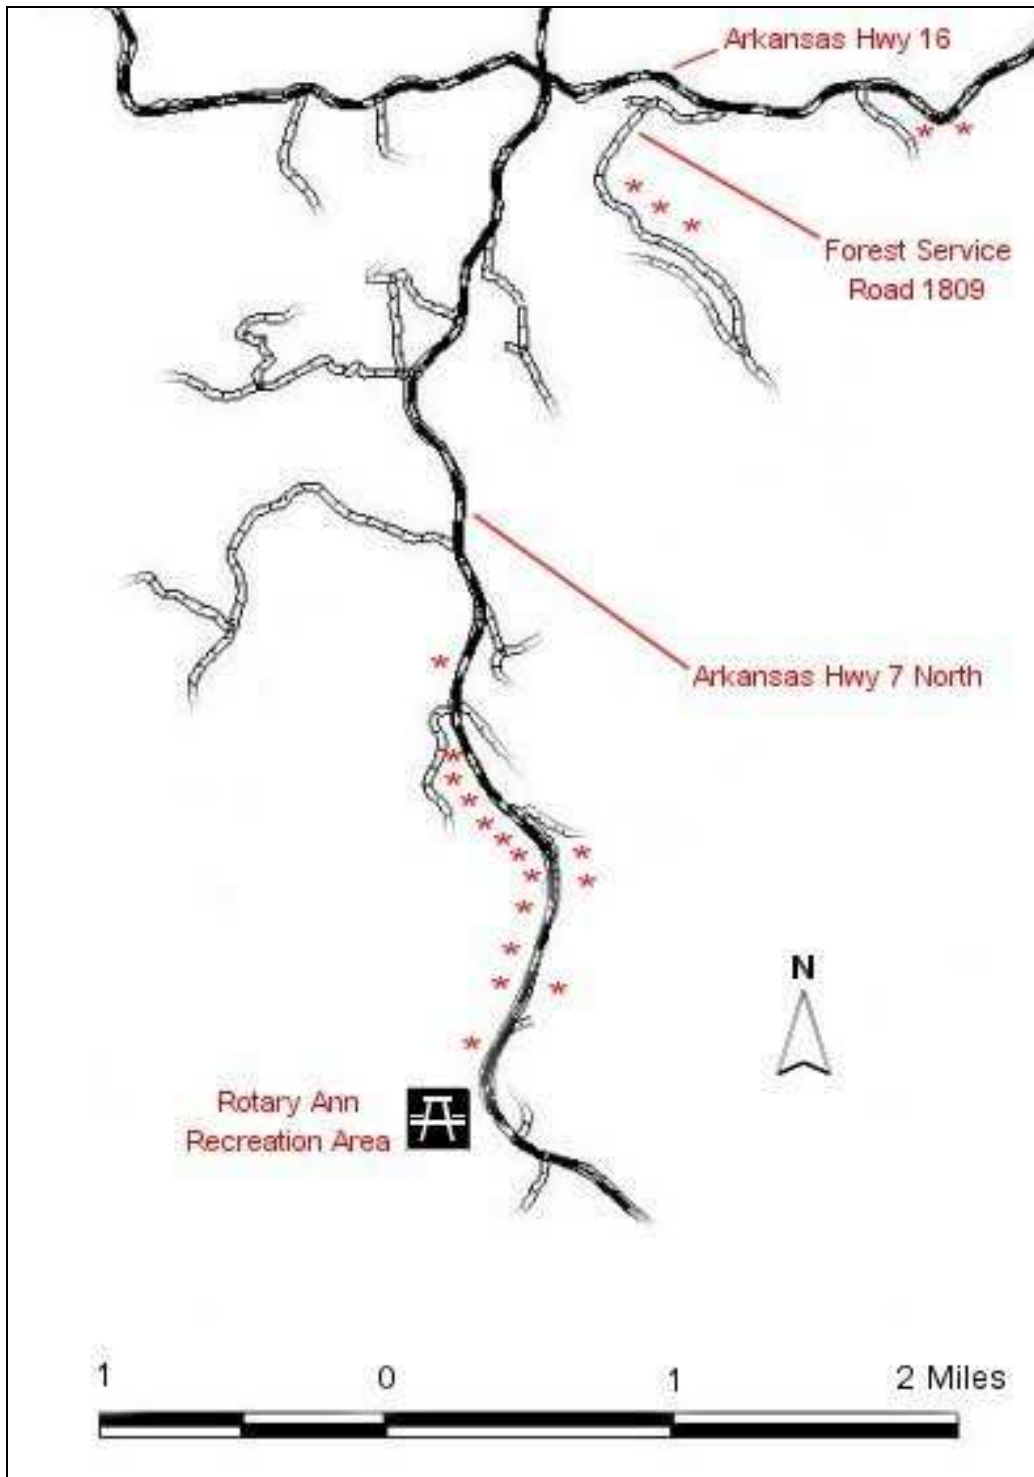 Arkansas Hwy 16
Forest Service
Road 1809
Arkansas Hwy 7 North
N
Rotary Ann
Recreation Area
1 0 1 2 Miles